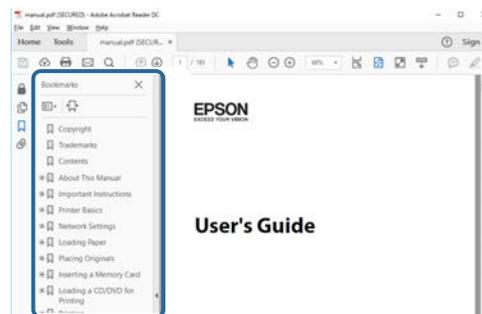 manual.pdf (SECURED) - Adobe Acrobat Reader DC
File Edit View Window Help
Home Tools manual.pdf (SECUR... × Sign
1 / 181
Bookmarks
Copyright
Trademarks
Contents
About This Manual
Important Instructions
Printer Basics
Network Settings
Loading Paper
Placing Originals
Inserting a Memory Card
Loading a CD/DVD for
Printing
Printing
EPSON
EXCEED YOUR VISION
User's Guide